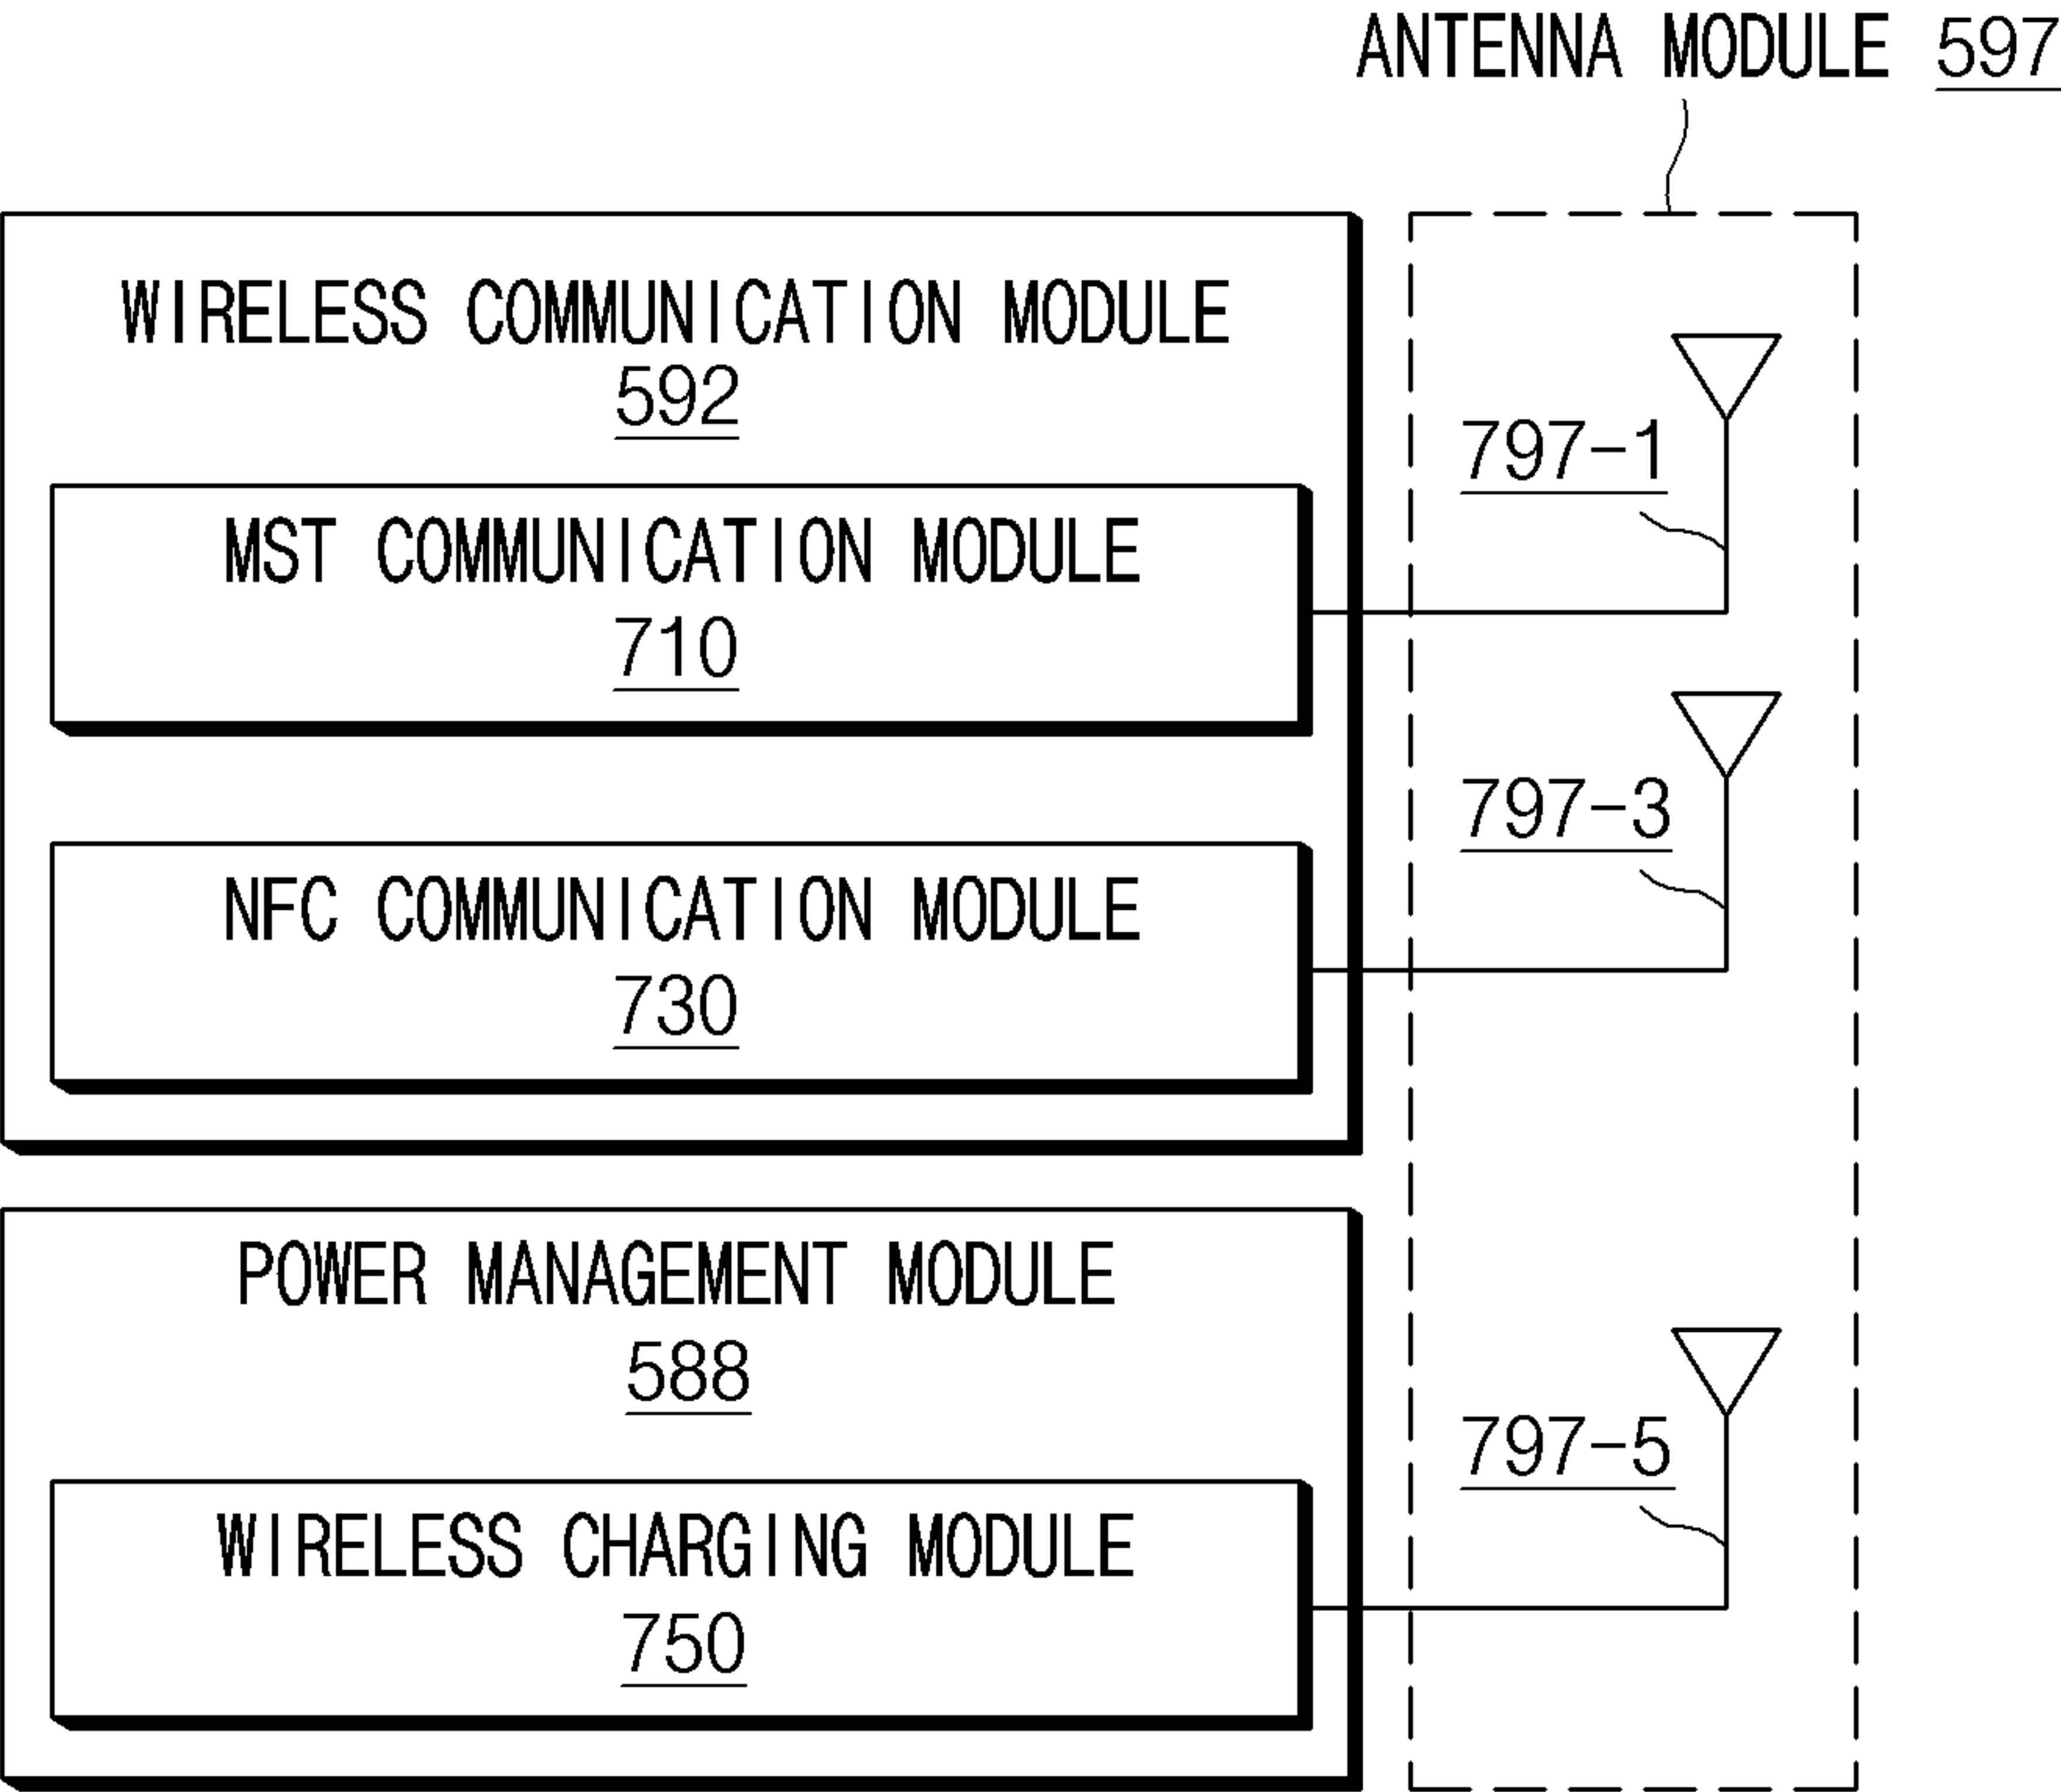 ANTENNA MODULE 597
WIRELESS COMMUNICATION MODULE
592
797-1
MST COMMUNICATION MODULE
710
797-3
NFC COMMUNICATION MODULE
730
POWER MANAGEMENT MODULE
588
797-5
WIRELESS CHARGING MODULE
750